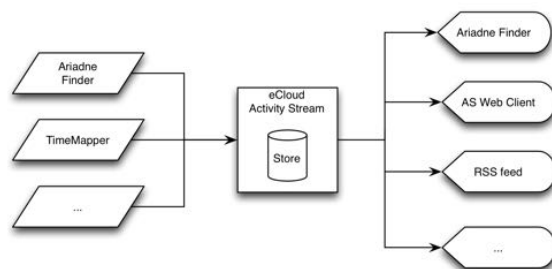 Ariadne
Finder
TimeMapper
...
eCloud
Activity Stream
Store
Ariadne Finder
AS Web Client
RSS feed
...